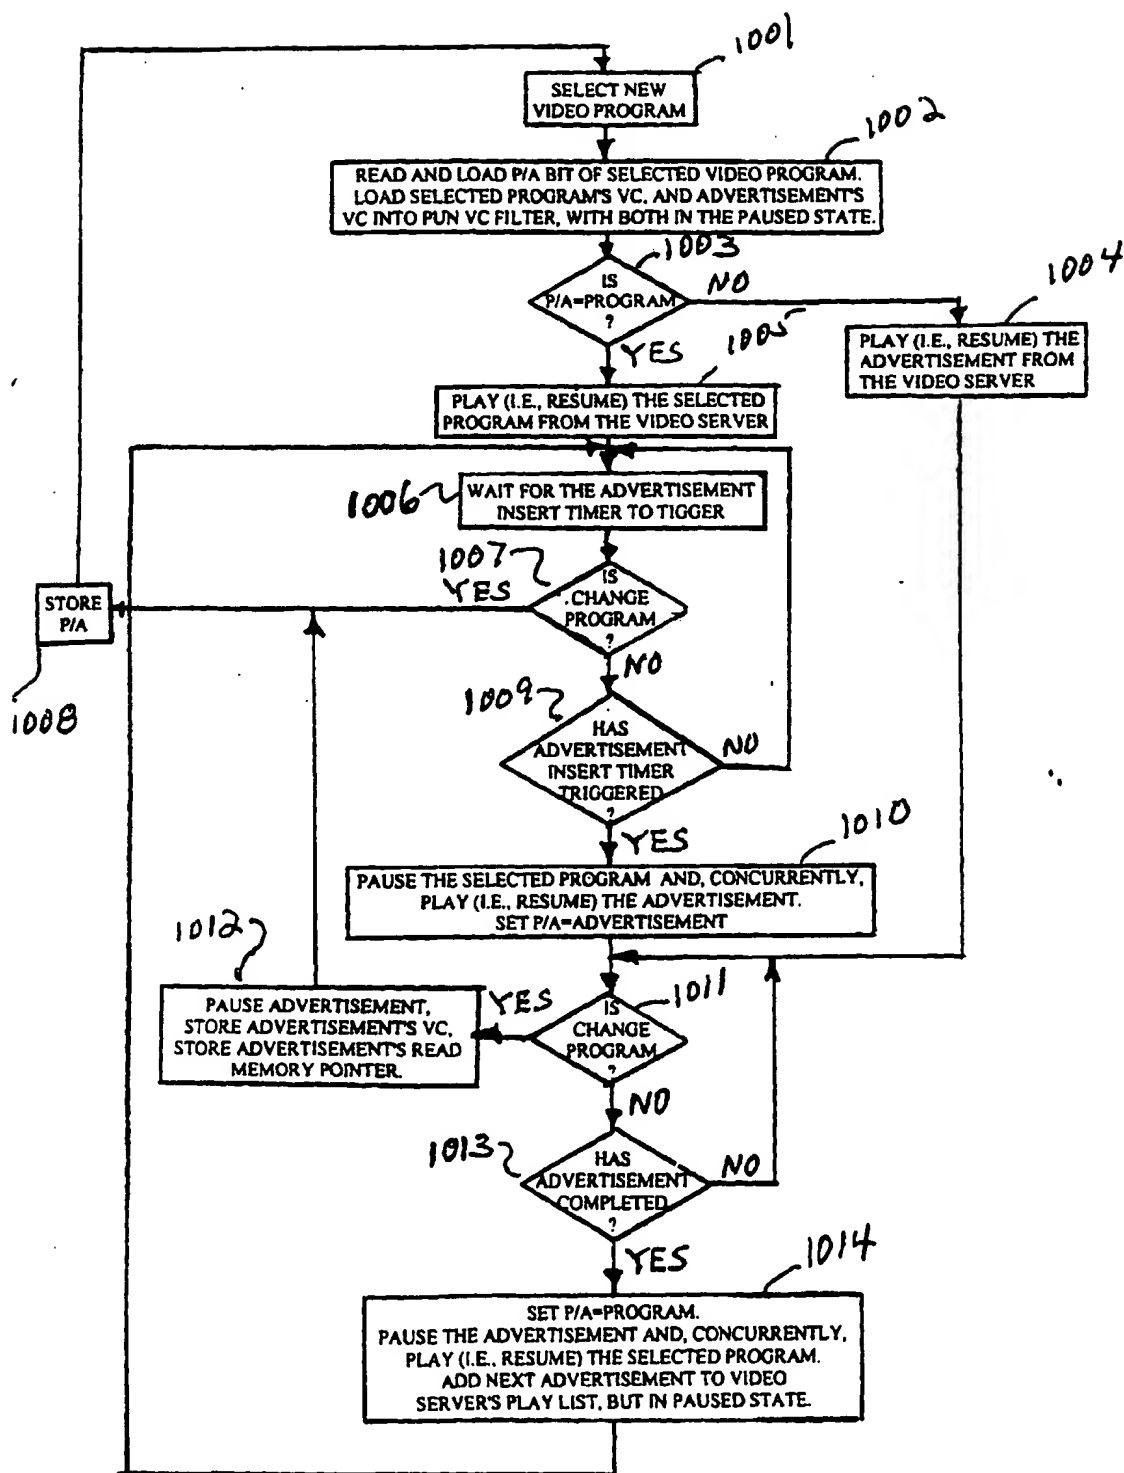 1001
SELECT NEW
VIDEO PROGRAM
1002
READ AND LOAD P/A BIT OF SELECTED VIDEO PROGRAM.
LOAD SELECTED PROGRAM'S VC, AND ADVERTISEMENT'S
VC INTO PUN VC FILTER, WITH BOTH IN THE PAUSED STATE.
1003
IS
P/A=PROGRAM
?
NO
1004
PLAY (I.E., RESUME) THE
ADVERTISEMENT FROM
THE VIDEO SERVER
YES
1005
PLAY (I.E., RESUME) THE SELECTED
PROGRAM FROM THE VIDEO SERVER
1006
WAIT FOR THE ADVERTISEMENT
INSERT TIMER TO TIGGER
1007
YES
IS
CHANGE
PROGRAM
?
STORE
P/A
1008
NO
1009
HAS
ADVERTISEMENT
INSERT TIMER
TRIGGERED
?
NO
YES
1010
PAUSE THE SELECTED PROGRAM AND, CONCURRENTLY,
PLAY (I.E., RESUME) THE ADVERTISEMENT.
SET P/A=ADVERTISEMENT
1012
PAUSE ADVERTISEMENT,
STORE ADVERTISEMENT'S VC,
STORE ADVERTISEMENT'S READ
MEMORY POINTER.
YES
1011
IS
CHANGE
PROGRAM
?
NO
1013
HAS
ADVERTISEMENT
COMPLETED
?
NO
YES
1014
SET P/A=PROGRAM.
PAUSE THE ADVERTISEMENT AND, CONCURRENTLY,
PLAY (I.E., RESUME) THE SELECTED PROGRAM.
ADD NEXT ADVERTISEMENT TO VIDEO
SERVER'S PLAY LIST, BUT IN PAUSED STATE.